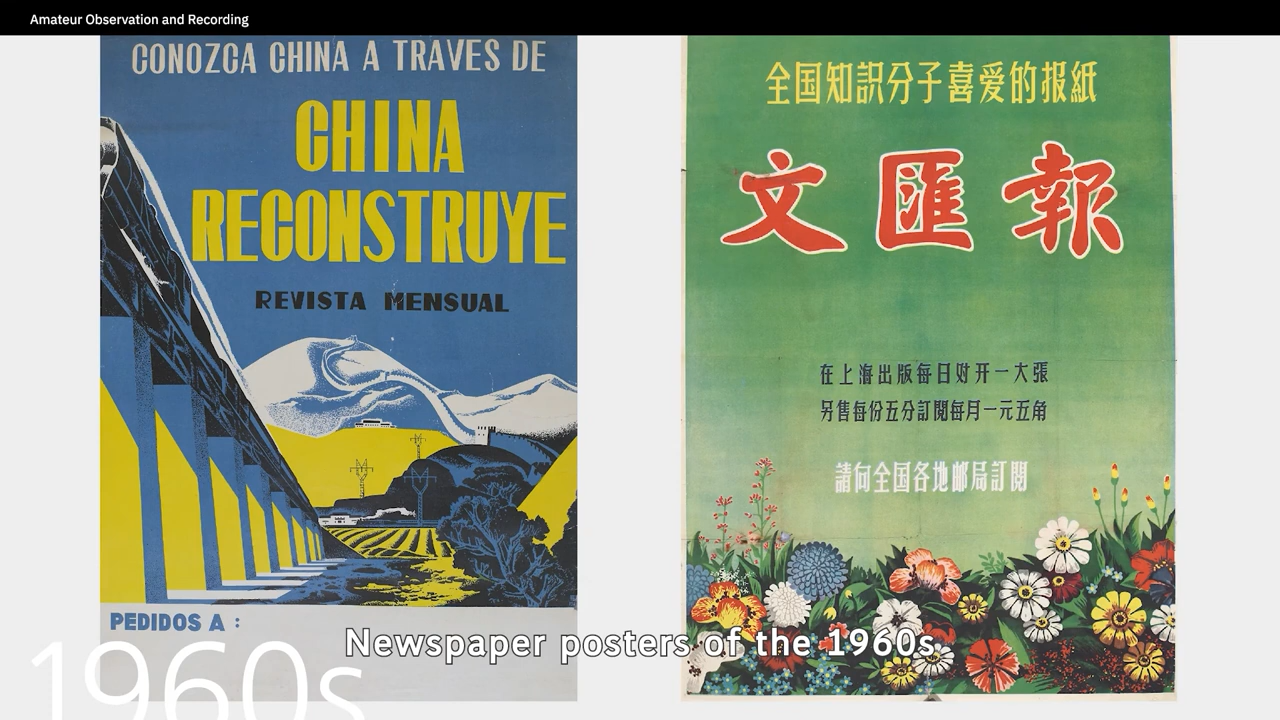 Amateur Observation and Recording
CONOZCA CHINA A TRAVES DE
CHINA
RECONSTRUYE
REVISTA MENSUAL
PEDIDOS A :
全国知識分子喜爱的报紙
文匯報
在上海出版每日对开一大張
另售每份五分訂閱每月一元五角
請向全国各地邮局訂閱
1960s
Newspaper posters of the 1960s